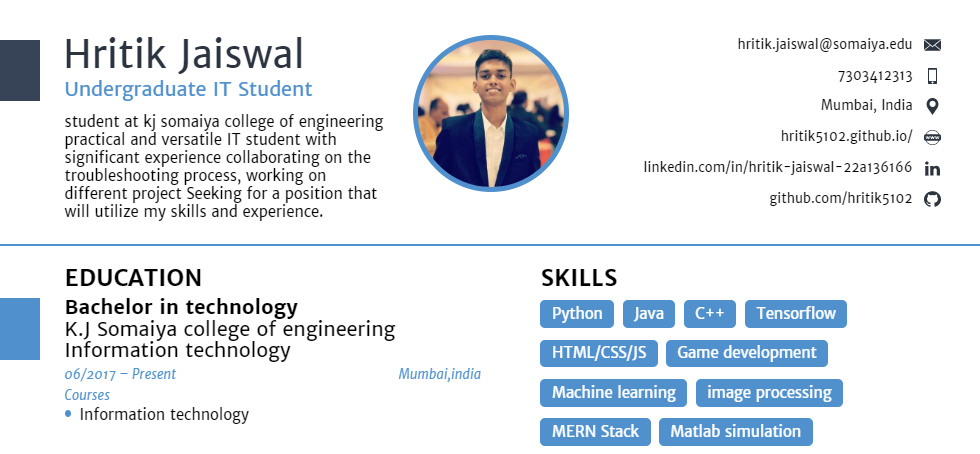 Hritik Jaiswal
Undergraduate IT Student
student at kj somaiya college of engineering
practical and versatile IT student with
significant experience collaborating on the
troubleshooting process, working on
different project Seeking for a position that
will utilize my skills and experience.
hritik.jaiswal@somaiya.edu
7303412313
Mumbai, India
hritik5102.github.io/
linkedin.com/in/hritik-jaiswal-22a136166
github.com/hritik5102
EDUCATION
Bachelor in technology
K.J Somaiya college of engineering
Information technology
06/2017 – Present Mumbai,india
Courses
Information technology
SKILLS
Python Java C++ Tensorflow
HTML/CSS/JS Game development
Machine learning image processing
MERN Stack Matlab simulation